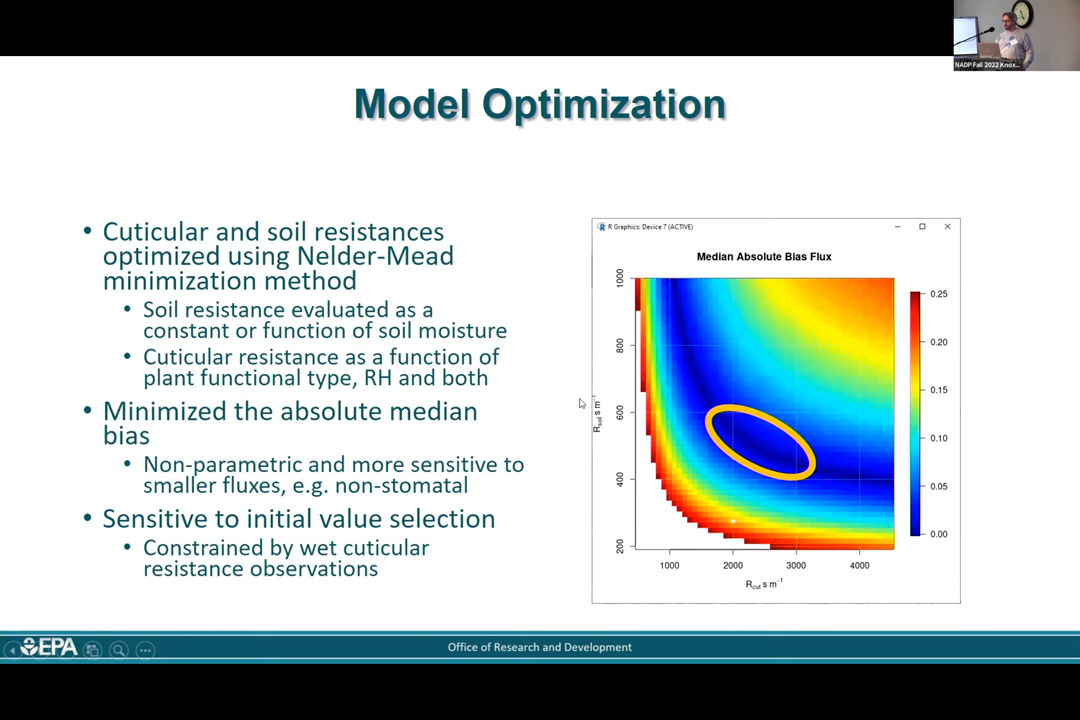 NADP Fall 2022 Knox...
Model Optimization
• Cuticular and soil resistances
optimized using Nelder-Mead
minimization method
• Soil resistance evaluated as a
constant or function of soil moisture
• Cuticular resistance as a function of
plant functional type, RH and both
• Minimized the absolute median
bias
• Non-parametric and more sensitive to
smaller fluxes, e.g. non-stomatal
• Sensitive to initial value selection
• Constrained by wet cuticular
resistance observations
R Graphics: Device 7 (ACTIVE)
Median Absolute Bias Flux
1000
800
600
400
200
Rsoil s m⁻¹
1000 2000 3000 4000
Rcut s m⁻¹
0.25
0.20
0.15
0.10
0.05
0.00
EPA
Office of Research and Development